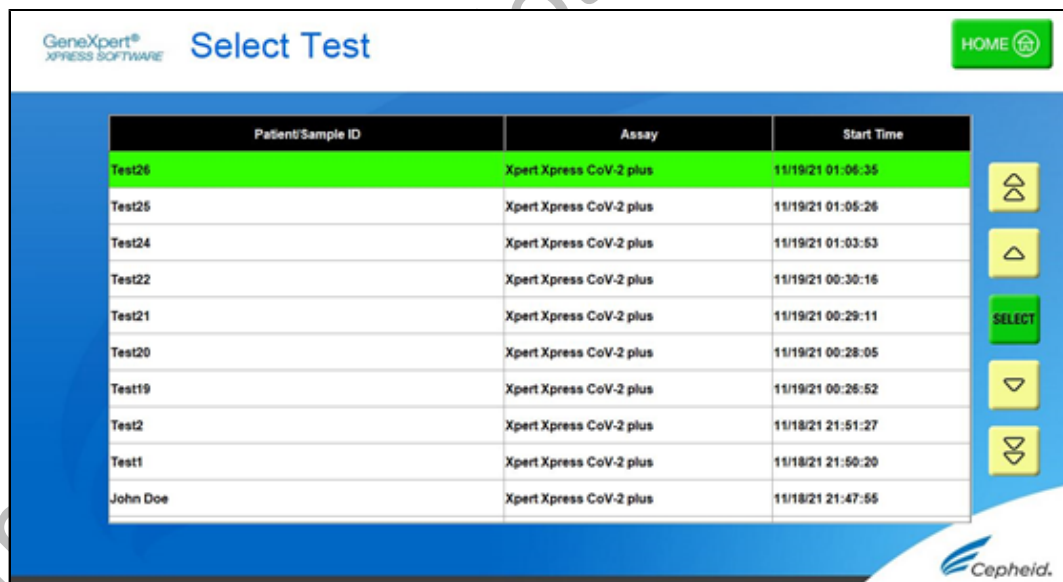 GeneXpert®
XPRESS SOFTWARE
Select Test
HOME
Patient/Sample ID Assay Start Time
Test26 Xpert Xpress CoV-2 plus 11/19/21 01:06:35
Test25 Xpert Xpress CoV-2 plus 11/19/21 01:05:26
Test24 Xpert Xpress CoV-2 plus 11/19/21 01:03:53
Test22 Xpert Xpress CoV-2 plus 11/19/21 00:30:16
Test21 Xpert Xpress CoV-2 plus 11/19/21 00:29:11
Test20 Xpert Xpress CoV-2 plus 11/19/21 00:28:05
Test19 Xpert Xpress CoV-2 plus 11/19/21 00:26:52
Test2 Xpert Xpress CoV-2 plus 11/18/21 21:51:27
Test1 Xpert Xpress CoV-2 plus 11/18/21 21:50:20
John Doe Xpert Xpress CoV-2 plus 11/18/21 21:47:55
SELECT
Cepheid.